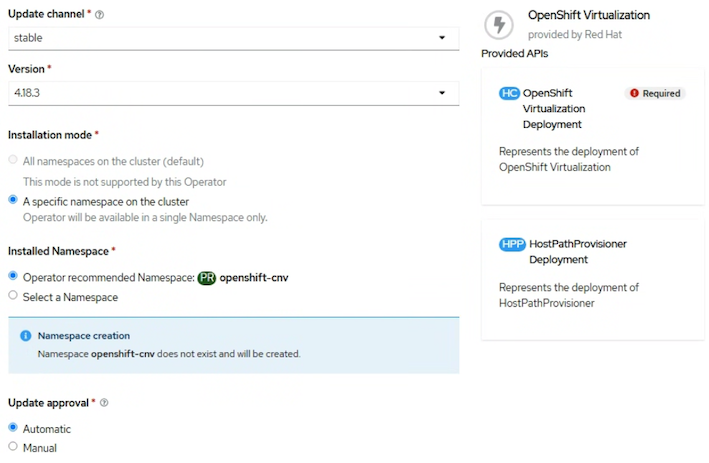 Update channel *
stable
Version *
4.18.3
Installation mode *
All namespaces on the cluster (default)
This mode is not supported by this Operator
A specific namespace on the cluster
Operator will be available in a single Namespace only.
Installed Namespace *
Operator recommended Namespace: PR openshift-cnv
Select a Namespace
Namespace creation
Namespace openshift-cnv does not exist and will be created.
Update approval *
Automatic
Manual
OpenShift Virtualization
provided by Red Hat
Provided APIs
HC OpenShift Required
Virtualization
Deployment
Represents the deployment of
OpenShift Virtualization
HPP HostPathProvisioner
Deployment
Represents the deployment of
HostPathProvisioner